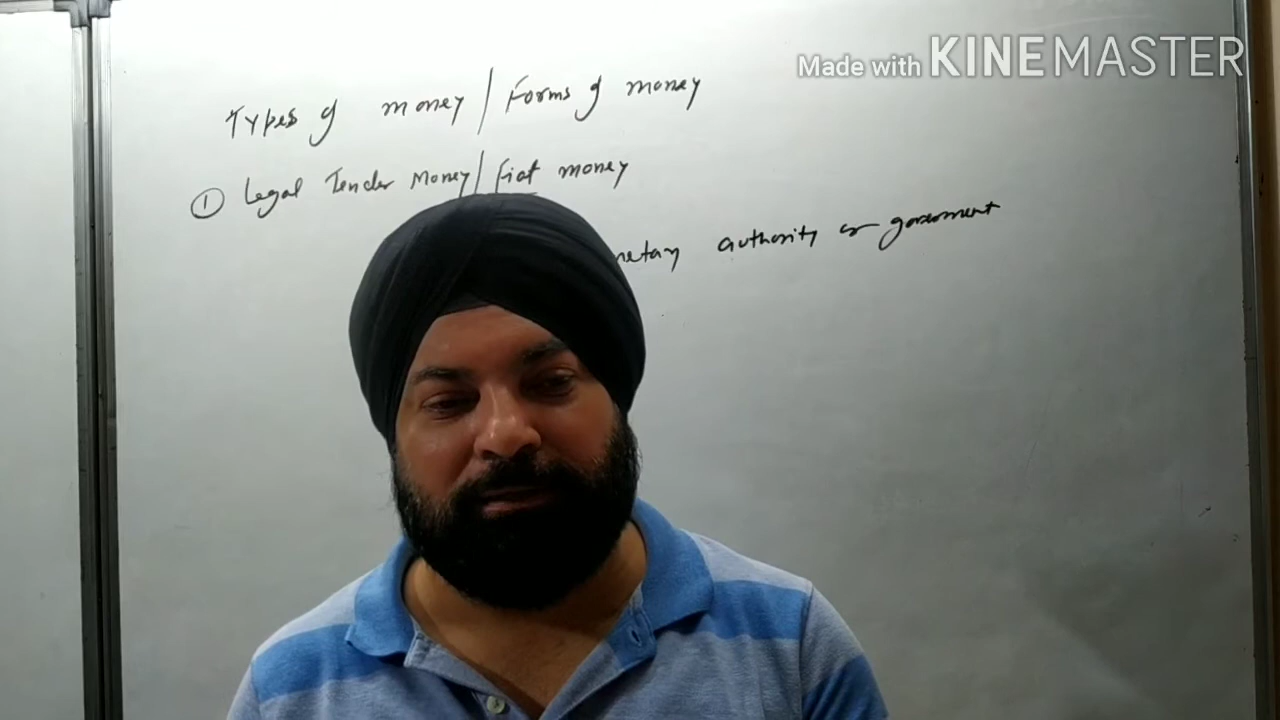 Made with KINEMASTER
Types of money / Forms of money
① Legal Tender Money / Fiat money
authority or government